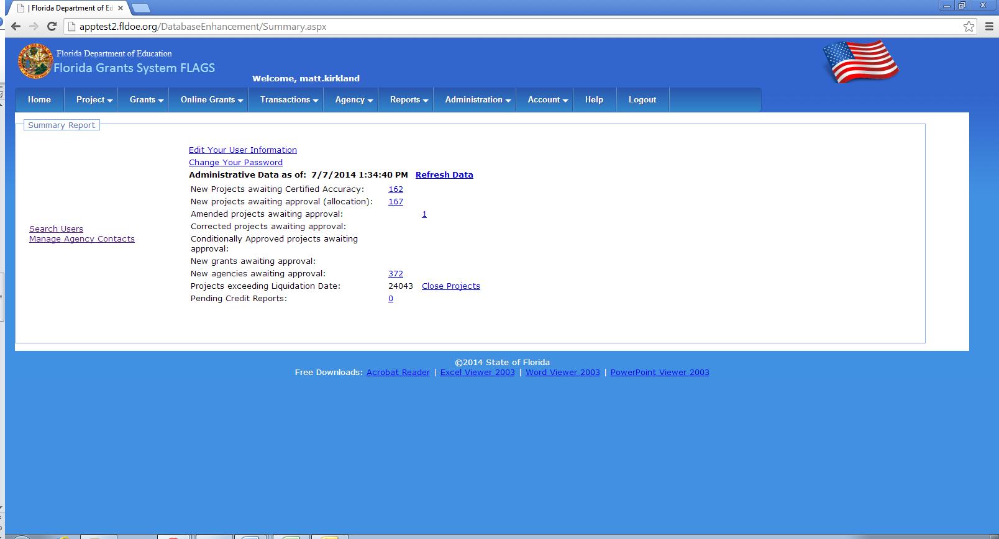 | Florida Department of Ed
apptest2.fldoe.org/DatabaseEnhancement/Summary.aspx
Florida Department of Education
Florida Grants System FLAGS
Welcome, matt.kirkland
Home Project Grants Online Grants Transactions Agency Reports Administration Account Help Logout
Summary Report
Edit Your User Information
Change Your Password
Administrative Data as of: 7/7/2014 1:34:40 PM Refresh Data
New Projects awaiting Certified Accuracy: 162
New projects awaiting approval (allocation): 167
Amended projects awaiting approval: 1
Corrected projects awaiting approval:
Search Users
Manage Agency Contacts
Conditionally Approved projects awaiting
approval:
New grants awaiting approval:
New agencies awaiting approval: 372
Projects exceeding Liquidation Date: 24043 Close Projects
Pending Credit Reports: 0
©2014 State of Florida
Free Downloads: Acrobat Reader | Excel Viewer 2003 | Word Viewer 2003 | PowerPoint Viewer 2003